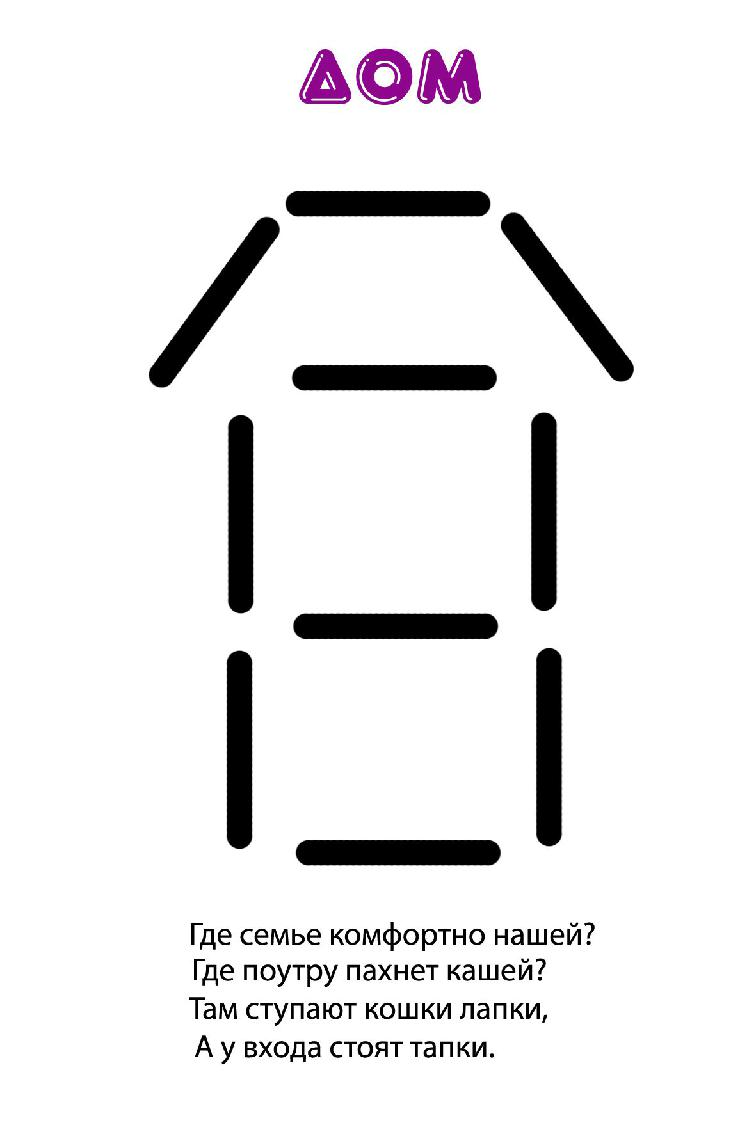 ДОМ
Где семье комфортно нашей?
Где поутру пахнет кашей?
Там ступают кошки лапки,
А у входа стоят тапки.